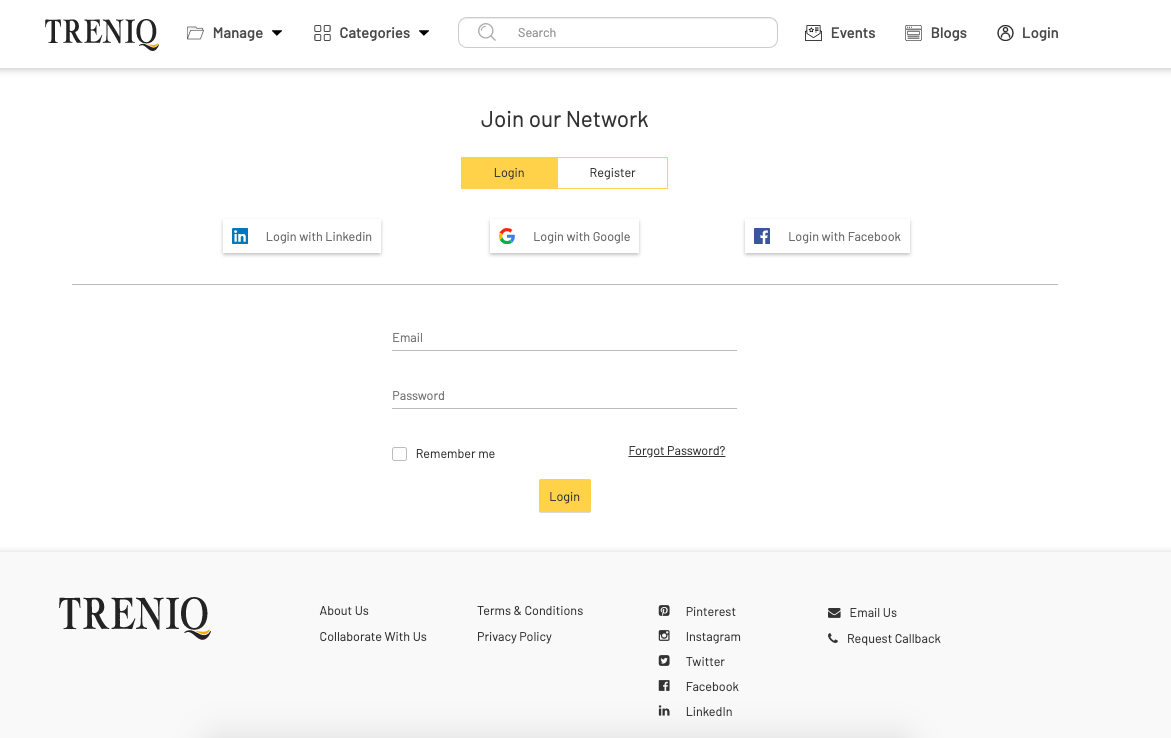 TRENIQ Manage Categories Search Events Blogs Login
Join our Network
Login Register
Login with Linkedin Login with Google Login with Facebook
Email
Password
Remember me Forgot Password?
Login
TRENIQ
About Us
Collaborate With Us
Terms & Conditions
Privacy Policy
Pinterest
Instagram
Twitter
Facebook
LinkedIn
Email Us
Request Callback